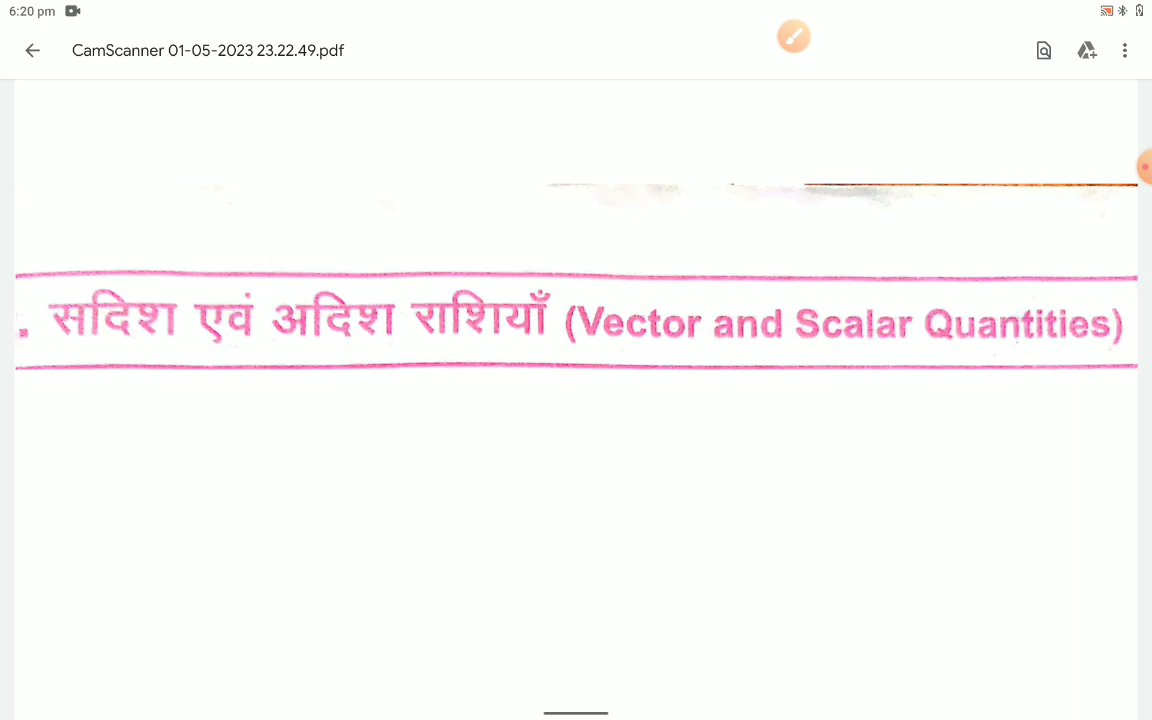 6:20 pm
CamScanner 01-05-2023 23.22.49.pdf
. सदिश एवं अदिश राशियाँ (Vector and Scalar Quantities)